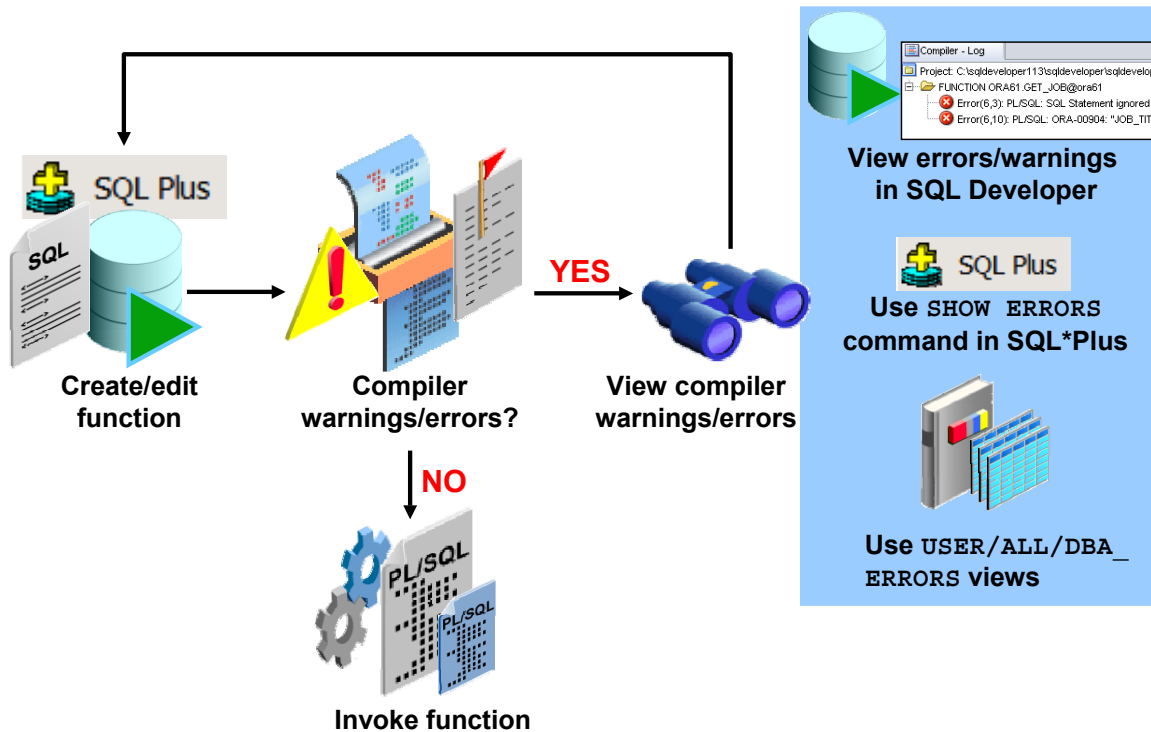 SQL Plus
SQL
Create/edit
function
Compiler
warnings/errors?
YES
View compiler
warnings/errors
NO
PL/SQL
PL/SQL
Invoke function
Compiler - Log
Project: C:\sqldeveloper113\sqldeveloper\sqldevelop
FUNCTION ORA61.GET_JOB@ora61
Error(6,3): PL/SQL: SQL Statement ignored
Error(6,10): PL/SQL: ORA-00904: "JOB_TIT
View errors/warnings
in SQL Developer
SQL Plus
Use SHOW ERRORS
command in SQL*Plus
Use USER/ALL/DBA_
ERRORS views